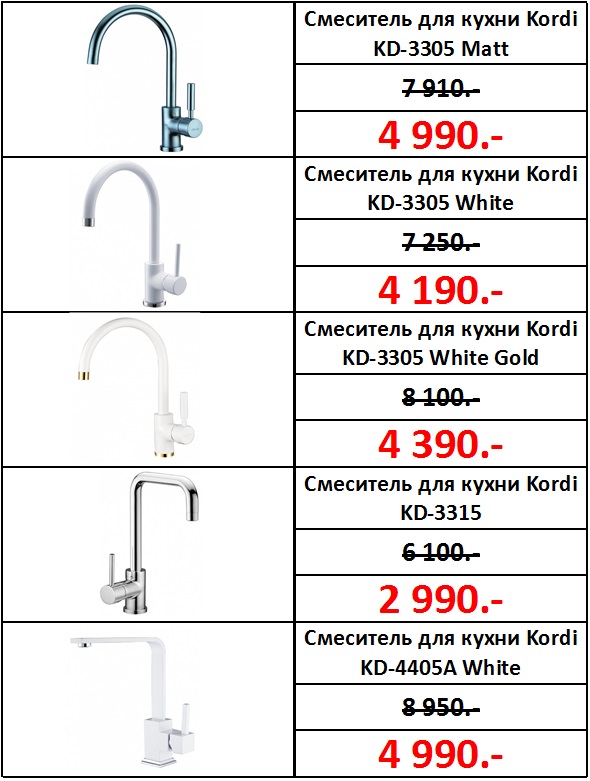 Смеситель для кухни Kordi
KD-3305 Matt
7 910.-
4 990.-
Смеситель для кухни Kordi
KD-3305 White
7 250.-
4 190.-
Смеситель для кухни Kordi
KD-3305 White Gold
8 100.-
4 390.-
Смеситель для кухни Kordi
KD-3315
6 100.-
2 990.-
Смеситель для кухни Kordi
KD-4405A White
8 950.-
4 990.-